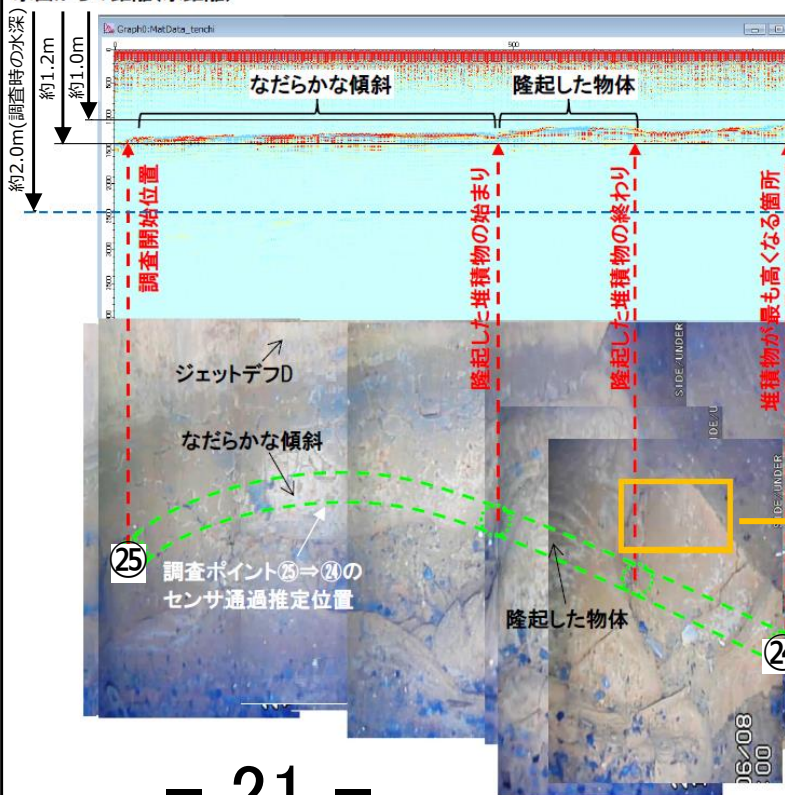 約2.0m(調査時の水深)
約1.2m
約1.0m
Graph0:MatData_tenchi
0
500
なだらかな傾斜
隆起した物体
調査開始位置
隆起した堆積物の始まり
隆起した堆積物の終わり
堆積物が最も高くなる箇所
ジェットデフD
なだらかな傾斜
SIDE/UNDER
IDE/U
SIDE/UNDER
㉕
調査ポイント㉕⇒㉔の
センサ通過推定位置
隆起した物体
㉔
06/08
00
- 21 -